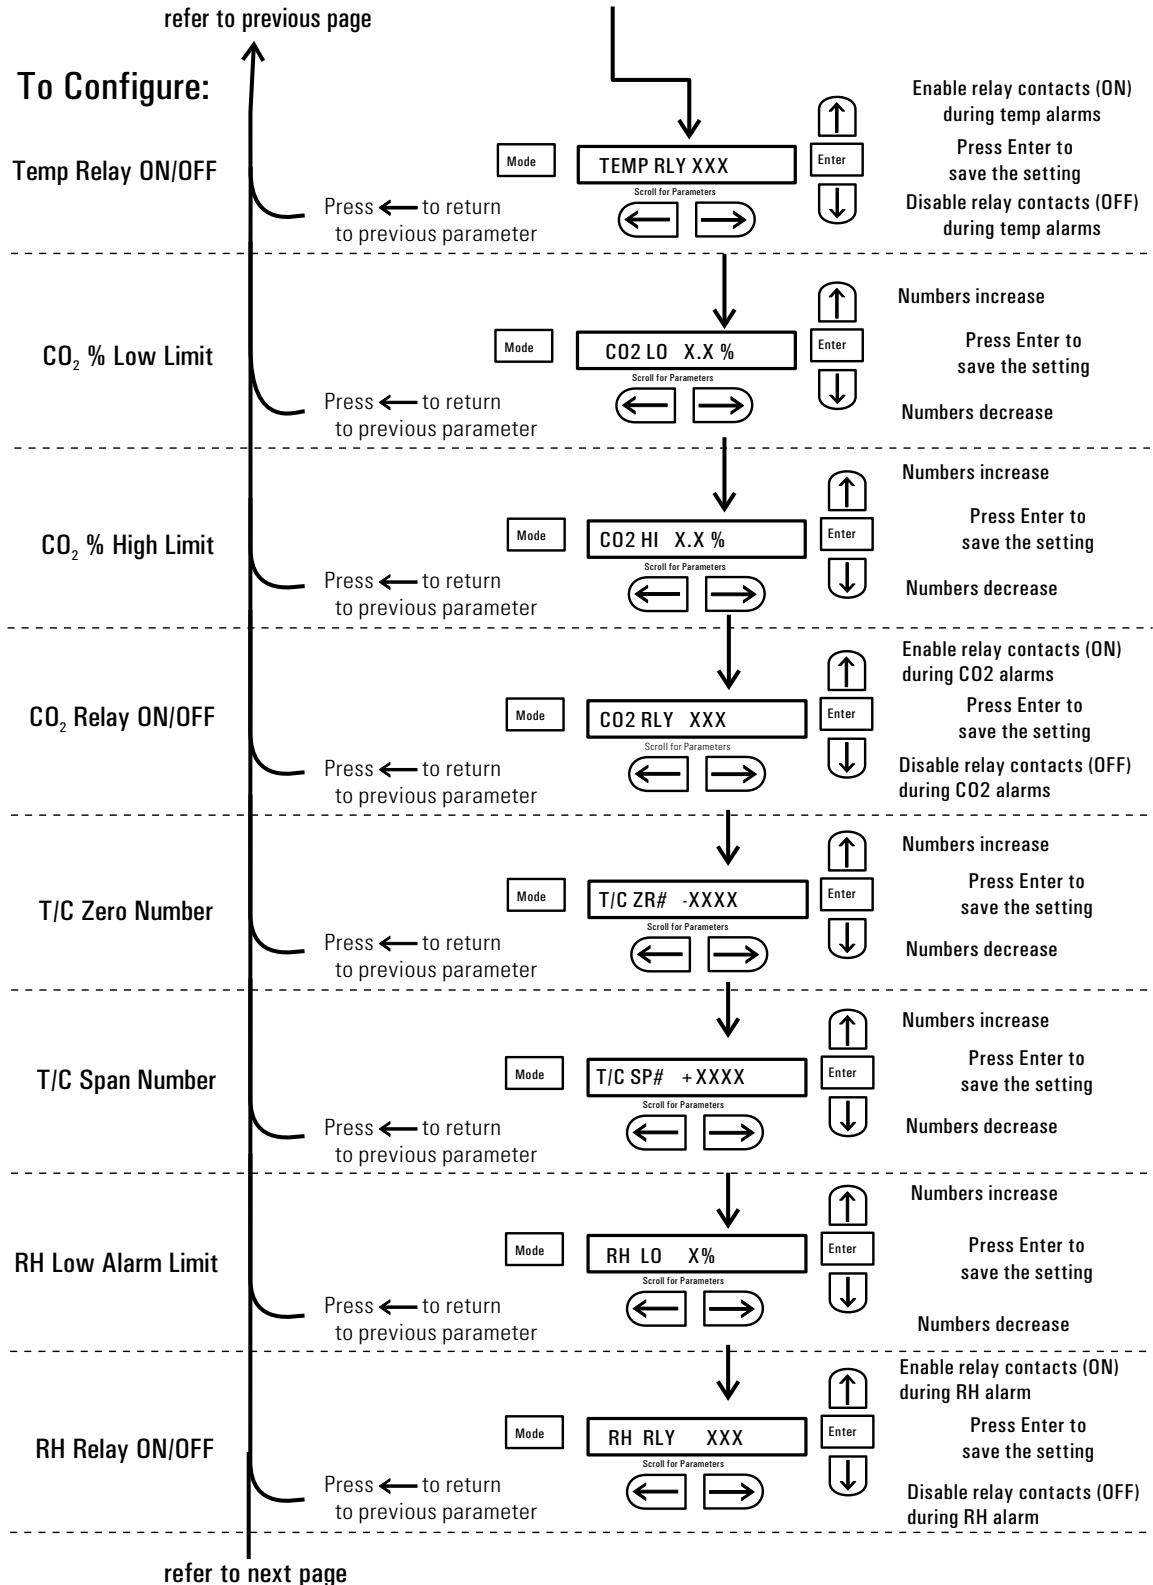 refer to previous page
To Configure:
Enable relay contacts (ON)
during temp alarms
Temp Relay ON/OFF
Mode
TEMP RLY XXX
Enter
Press Enter to
save the setting
Scroll for Parameters
Press ← to return
to previous parameter
Disable relay contacts (OFF)
during temp alarms
Numbers increase
CO₂ % Low Limit
Mode
CO2 LO X.X %
Enter
Press Enter to
save the setting
Scroll for Parameters
Press ← to return
to previous parameter
Numbers decrease
Numbers increase
CO₂ % High Limit
Mode
CO2 HI X.X %
Enter
Press Enter to
save the setting
Scroll for Parameters
Press ← to return
to previous parameter
Numbers decrease
Enable relay contacts (ON)
during CO2 alarms
CO₂ Relay ON/OFF
Mode
CO2 RLY XXX
Enter
Press Enter to
save the setting
Scroll for Parameters
Press ← to return
to previous parameter
Disable relay contacts (OFF)
during CO2 alarms
Numbers increase
T/C Zero Number
Mode
T/C ZR# -XXXX
Enter
Press Enter to
save the setting
Scroll for Parameters
Press ← to return
to previous parameter
Numbers decrease
Numbers increase
T/C Span Number
Mode
T/C SP# +XXXX
Enter
Press Enter to
save the setting
Scroll for Parameters
Press ← to return
to previous parameter
Numbers decrease
Numbers increase
RH Low Alarm Limit
Mode
RH LO X%
Enter
Press Enter to
save the setting
Scroll for Parameters
Press ← to return
to previous parameter
Numbers decrease
Enable relay contacts (ON)
during RH alarm
RH Relay ON/OFF
Mode
RH RLY XXX
Enter
Press Enter to
save the setting
Scroll for Parameters
Press ← to return
to previous parameter
Disable relay contacts (OFF)
during RH alarm
refer to next page